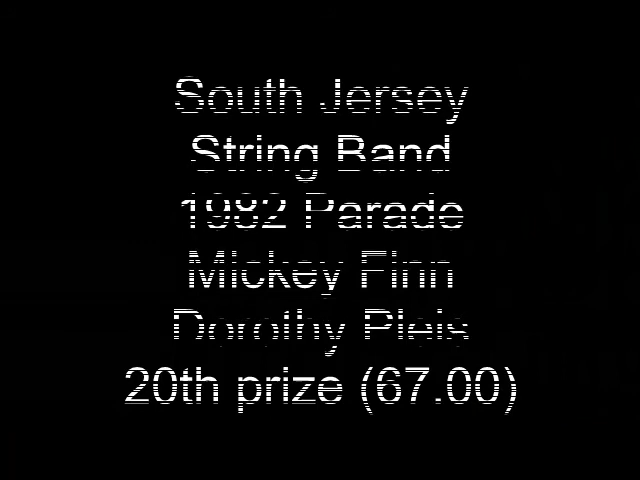 South Jersey
String Band
1982 Parade
Mickey Finn
Dorothy Pleis
20th prize (67.00)